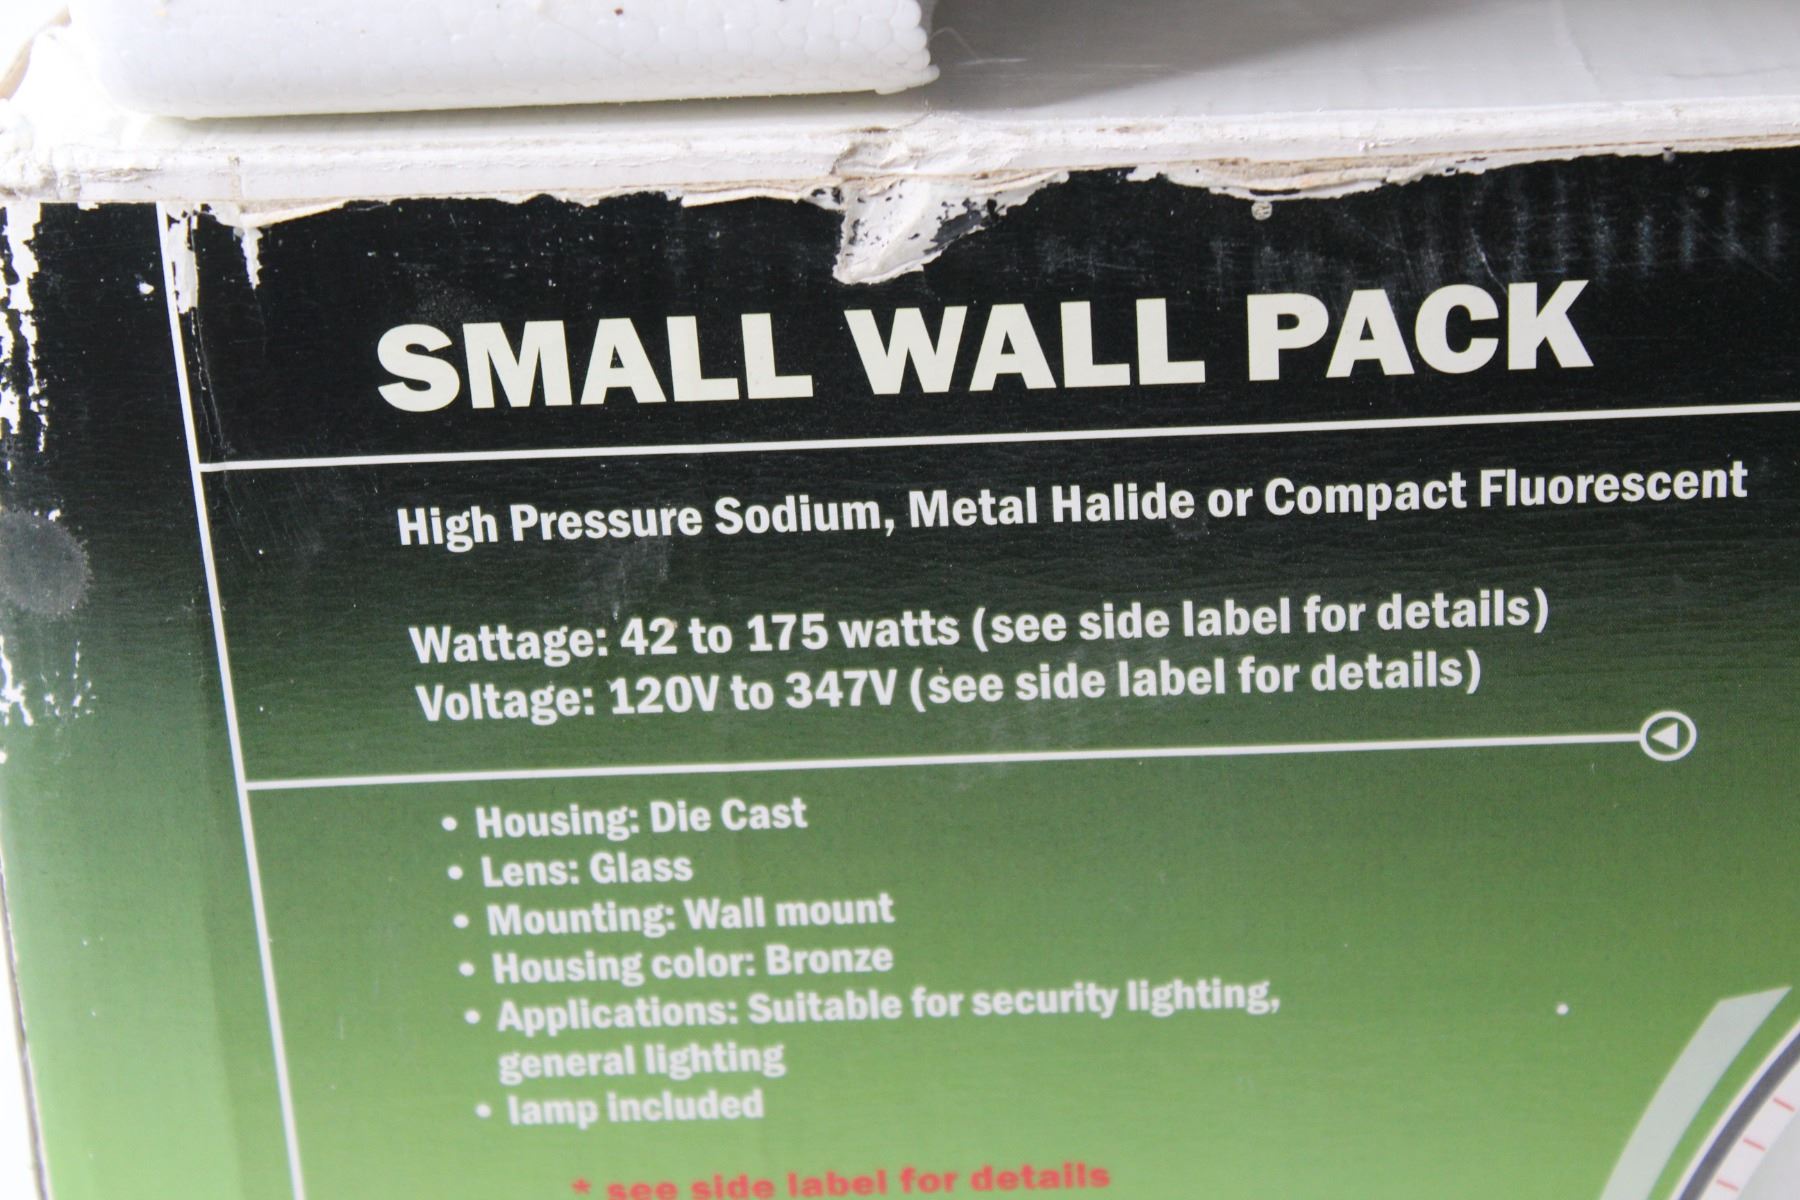 SMALL WALL PACK
High Pressure Sodium, Metal Halide or Compact Fluorescent
Wattage: 42 to 175 watts (see side label for details)
Voltage: 120V to 347V (see side label for details)
• Housing: Die Cast
• Lens: Glass
• Mounting: Wall mount
• Housing color: Bronze
• Applications: Suitable for security lighting,
general lighting
• lamp included
* see side label for details